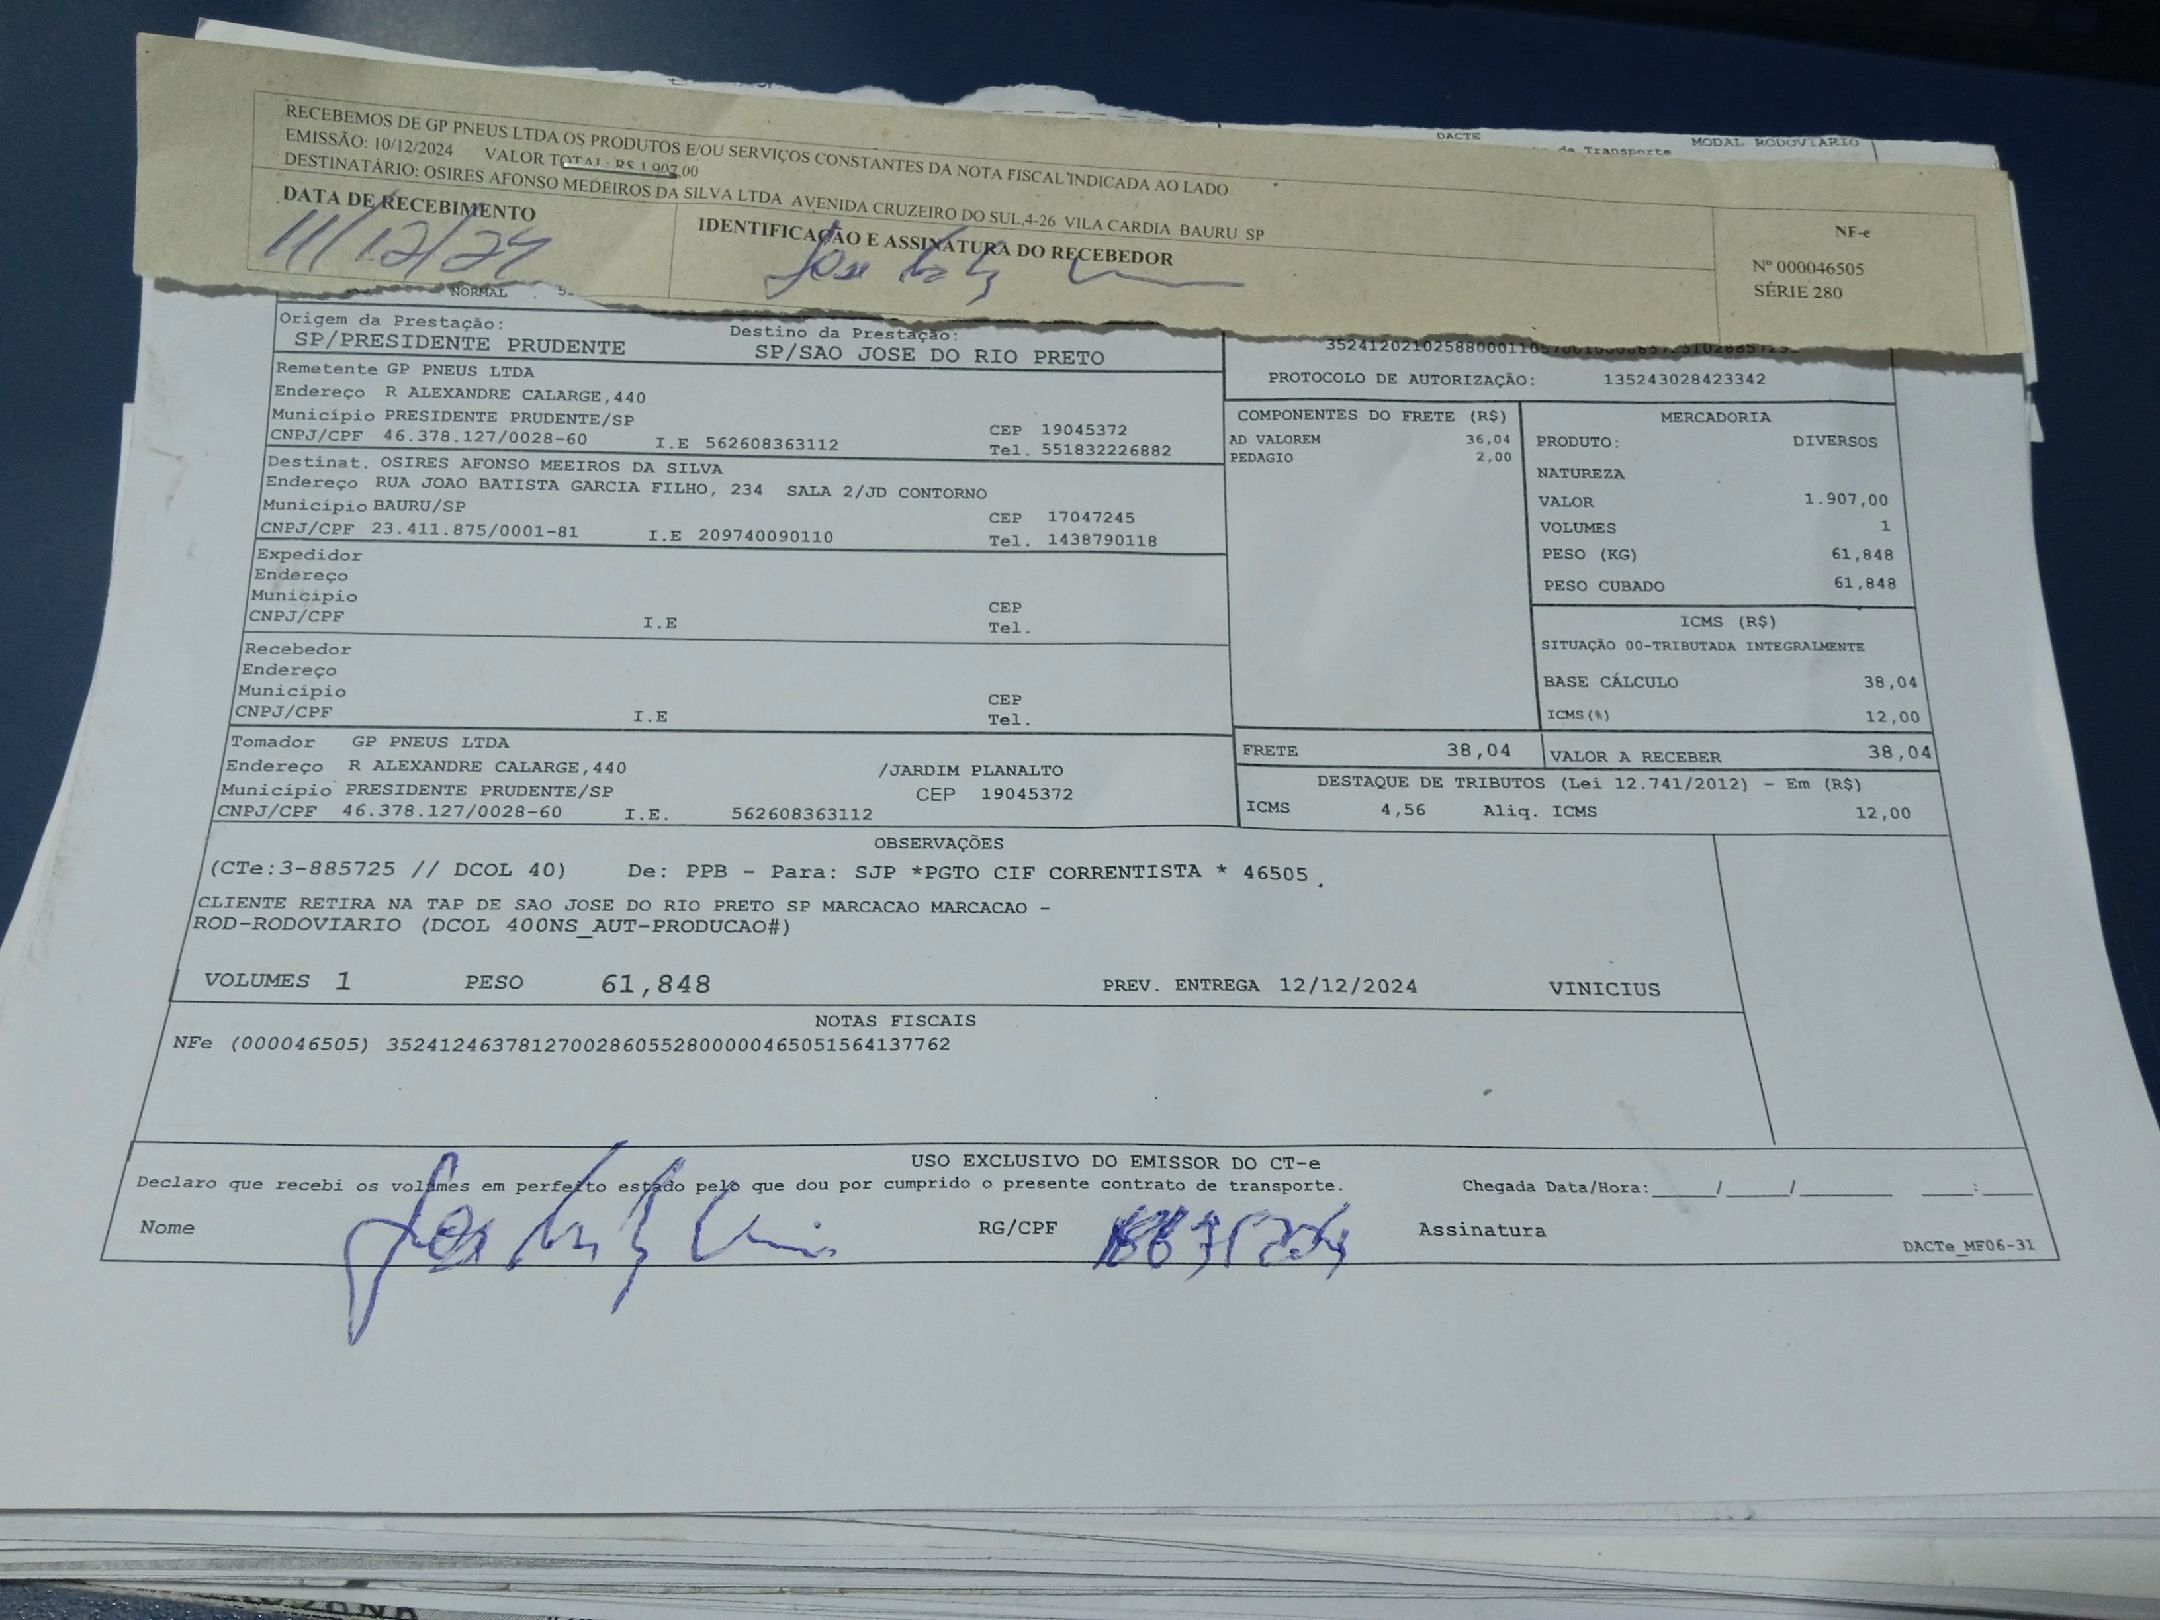 DACTE
MODAL RODOVIARIO
de Transporte
RECEBEMOS DE GP PNEUS LTDA OS PRODUTOS E/OU SERVIÇOS CONSTANTES DA NOTA FISCAL INDICADA AO LADO
EMISSÃO: 10/12/2024 VALOR TOTAL: R$ 1.907,00
DESTINATÁRIO: OSIRES AFONSO MEDEIROS DA SILVA LTDA AVENIDA CRUZEIRO DO SUL,4-26 VILA CARDIA BAURU SP
DATA DE RECEBIMENTO
11/12/24
IDENTIFICAÇÃO E ASSINATURA DO RECEBEDOR
Jose
NF-e
Nº 000046505
SÉRIE 280
NORMAL
Origem da Prestação: Destino da Prestação:
SP/PRESIDENTE PRUDENTE SP/SAO JOSE DO RIO PRETO
PROTOCOLO DE AUTORIZAÇÃO: 135243028423342
Remetente GP PNEUS LTDA
Endereço R ALEXANDRE CALARGE,440
Município PRESIDENTE PRUDENTE/SP CEP 19045372
CNPJ/CPF 46.378.127/0028-60 I.E 562608363112 Tel. 551832226882
Destinat. OSIRES AFONSO MEEIROS DA SILVA
Endereço RUA JOAO BATISTA GARCIA FILHO, 234 SALA 2/JD CONTORNO
Município BAURU/SP CEP 17047245
CNPJ/CPF 23.411.875/0001-81 I.E 209740090110 Tel. 1438790118
Expedidor
Endereço
Município CEP
CNPJ/CPF I.E Tel.
Recebedor
Endereço
Município CEP
CNPJ/CPF I.E Tel.
Tomador GP PNEUS LTDA
Endereço R ALEXANDRE CALARGE,440 /JARDIM PLANALTO
Município PRESIDENTE PRUDENTE/SP CEP 19045372
CNPJ/CPF 46.378.127/0028-60 I.E. 562608363112
COMPONENTES DO FRETE (R$)
AD VALOREM 36,04
PEDAGIO 2,00
MERCADORIA
PRODUTO: DIVERSOS
NATUREZA
VALOR 1.907,00
VOLUMES 1
PESO (KG) 61,848
PESO CUBADO 61,848
ICMS (R$)
SITUAÇÃO 00-TRIBUTADA INTEGRALMENTE
BASE CÁLCULO 38,04
ICMS(%) 12,00
FRETE 38,04 VALOR A RECEBER 38,04
DESTAQUE DE TRIBUTOS (Lei 12.741/2012) - Em (R$)
ICMS 4,56 Aliq. ICMS 12,00
OBSERVAÇÕES
(CTe:3-885725 // DCOL 40) De: PPB - Para: SJP *PGTO CIF CORRENTISTA * 46505
CLIENTE RETIRA NA TAP DE SAO JOSE DO RIO PRETO SP MARCACAO MARCACAO -
ROD-RODOVIARIO (DCOL 400NS_AUT-PRODUCAO#)
VOLUMES 1 PESO 61,848 PREV. ENTREGA 12/12/2024 VINICIUS
NOTAS FISCAIS
NFe (000046505) 35241246378127002860552800000465051564137762
USO EXCLUSIVO DO EMISSOR DO CT-e
Declaro que recebi os volumes em perfeito estado pelo que dou por cumprido o presente contrato de transporte. Chegada Data/Hora:_____/_____/_________ _____:_____
Nome RG/CPF Assinatura
DACTe_MF06-31